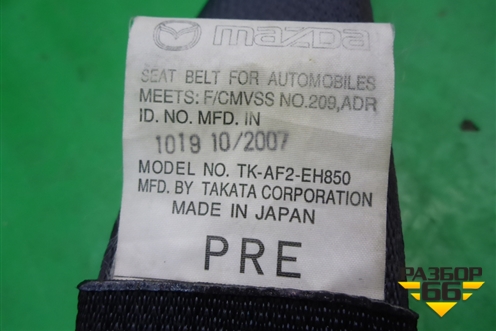 mazda
SEAT BELT FOR AUTOMOBILES
MEETS: F/CMVSS NO.209,ADR
ID. NO. MFD. IN
1019 10/2007
MODEL NO. TK-AF2-EH850
MFD. BY TAKATA CORPORATION
MADE IN JAPAN
PRE
РАЗБОР
66